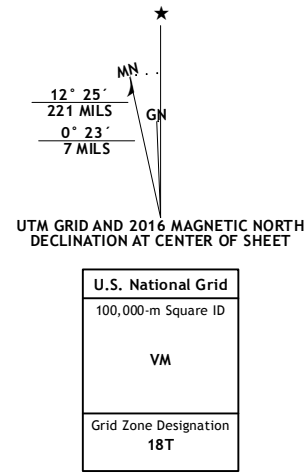 ★
MN
GN
12° 25´
221 MILS
0° 23´
7 MILS
UTM GRID AND 2016 MAGNETIC NORTH
DECLINATION AT CENTER OF SHEET
U.S. National Grid
100,000-m Square ID
VM
Grid Zone Designation
18T